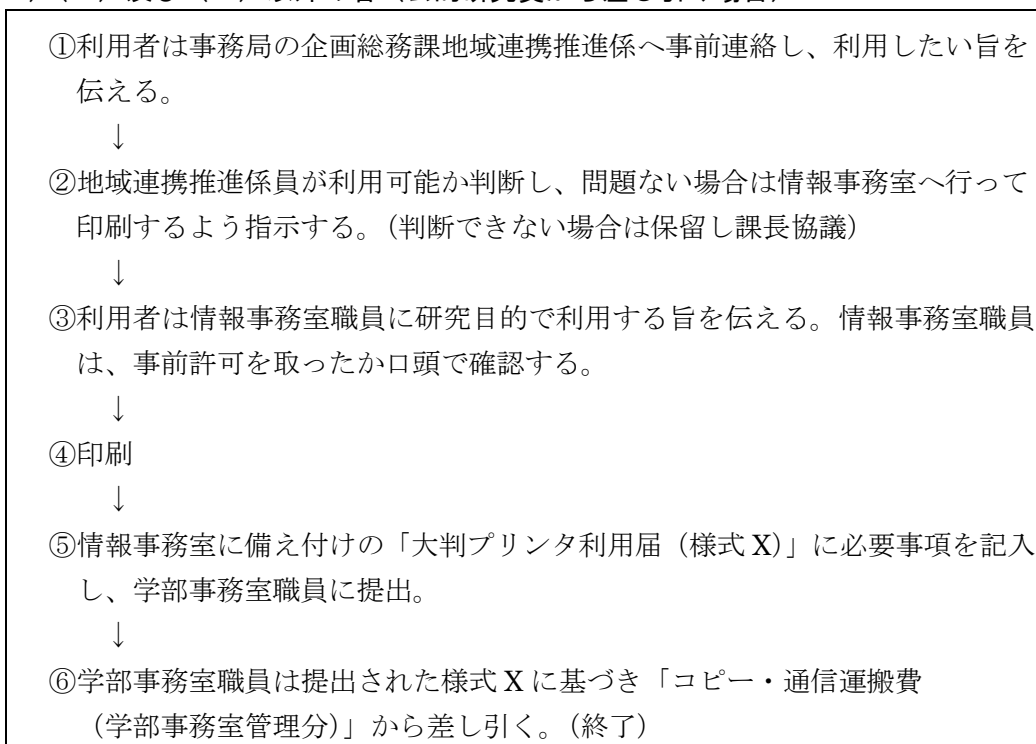 ①利用者は事務局の企画総務課地域連携推進係へ事前連絡し、利用したい旨を
伝える。
↓
②地域連携推進係員が利用可能か判断し、問題ない場合は情報事務室へ行って
印刷するよう指示する。(判断できない場合は保留し課長協議)
↓
③利用者は情報事務室職員に研究目的で利用する旨を伝える。情報事務室職員
は、事前許可を取ったか口頭で確認する。
↓
④印刷
↓
⑤情報事務室に備え付けの「大判プリンタ利用届(様式 X)」に必要事項を記入
し、学部事務室職員に提出。
↓
⑥学部事務室職員は提出された様式 X に基づき「コピー・通信運搬費
(学部事務室管理分)」から差し引く。(終了)